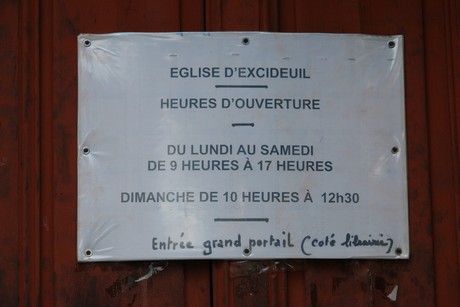 EGLISE D'EXCIDEUIL
HEURES D'OUVERTURE
DU LUNDI AU SAMEDI
DE 9 HEURES À 17 HEURES
DIMANCHE DE 10 HEURES À 12h30
Entrée grand portail (coté librairie)